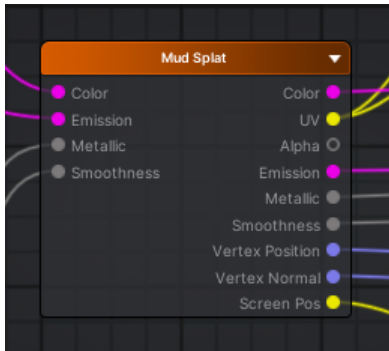 Mud Splat
Color Color
Emission UV
Metallic Alpha
Smoothness Emission
Metallic
Smoothness
Vertex Position
Vertex Normal
Screen Pos